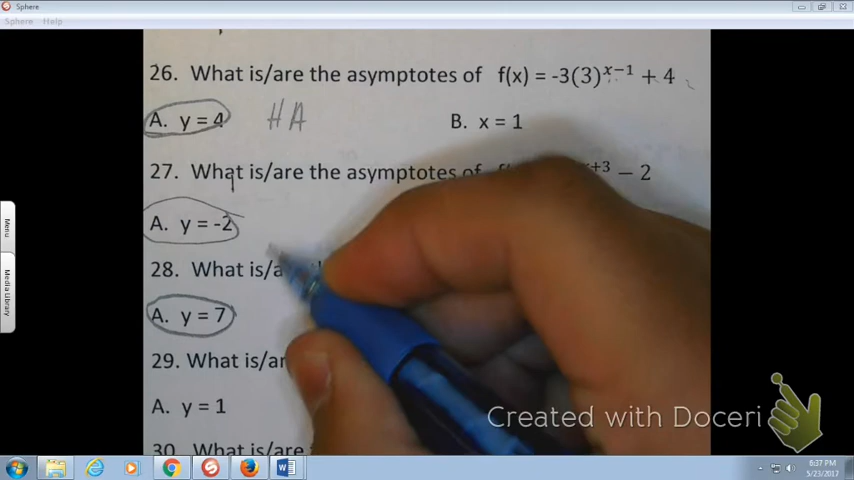 Sphere
Sphere Help
26. What is/are the asymptotes of f(x) = -3(3)^{x−1} + 4
A. y = 4 HA B. x = 1
27. What is/are the asymptotes of +3 − 2
A. y = -2
28. What is/a
A. y = 7
29. What is/ar
A. y = 1
30. What is/are
Menu
Media Library
Created with Doceri
6:37 PM
5/23/2017